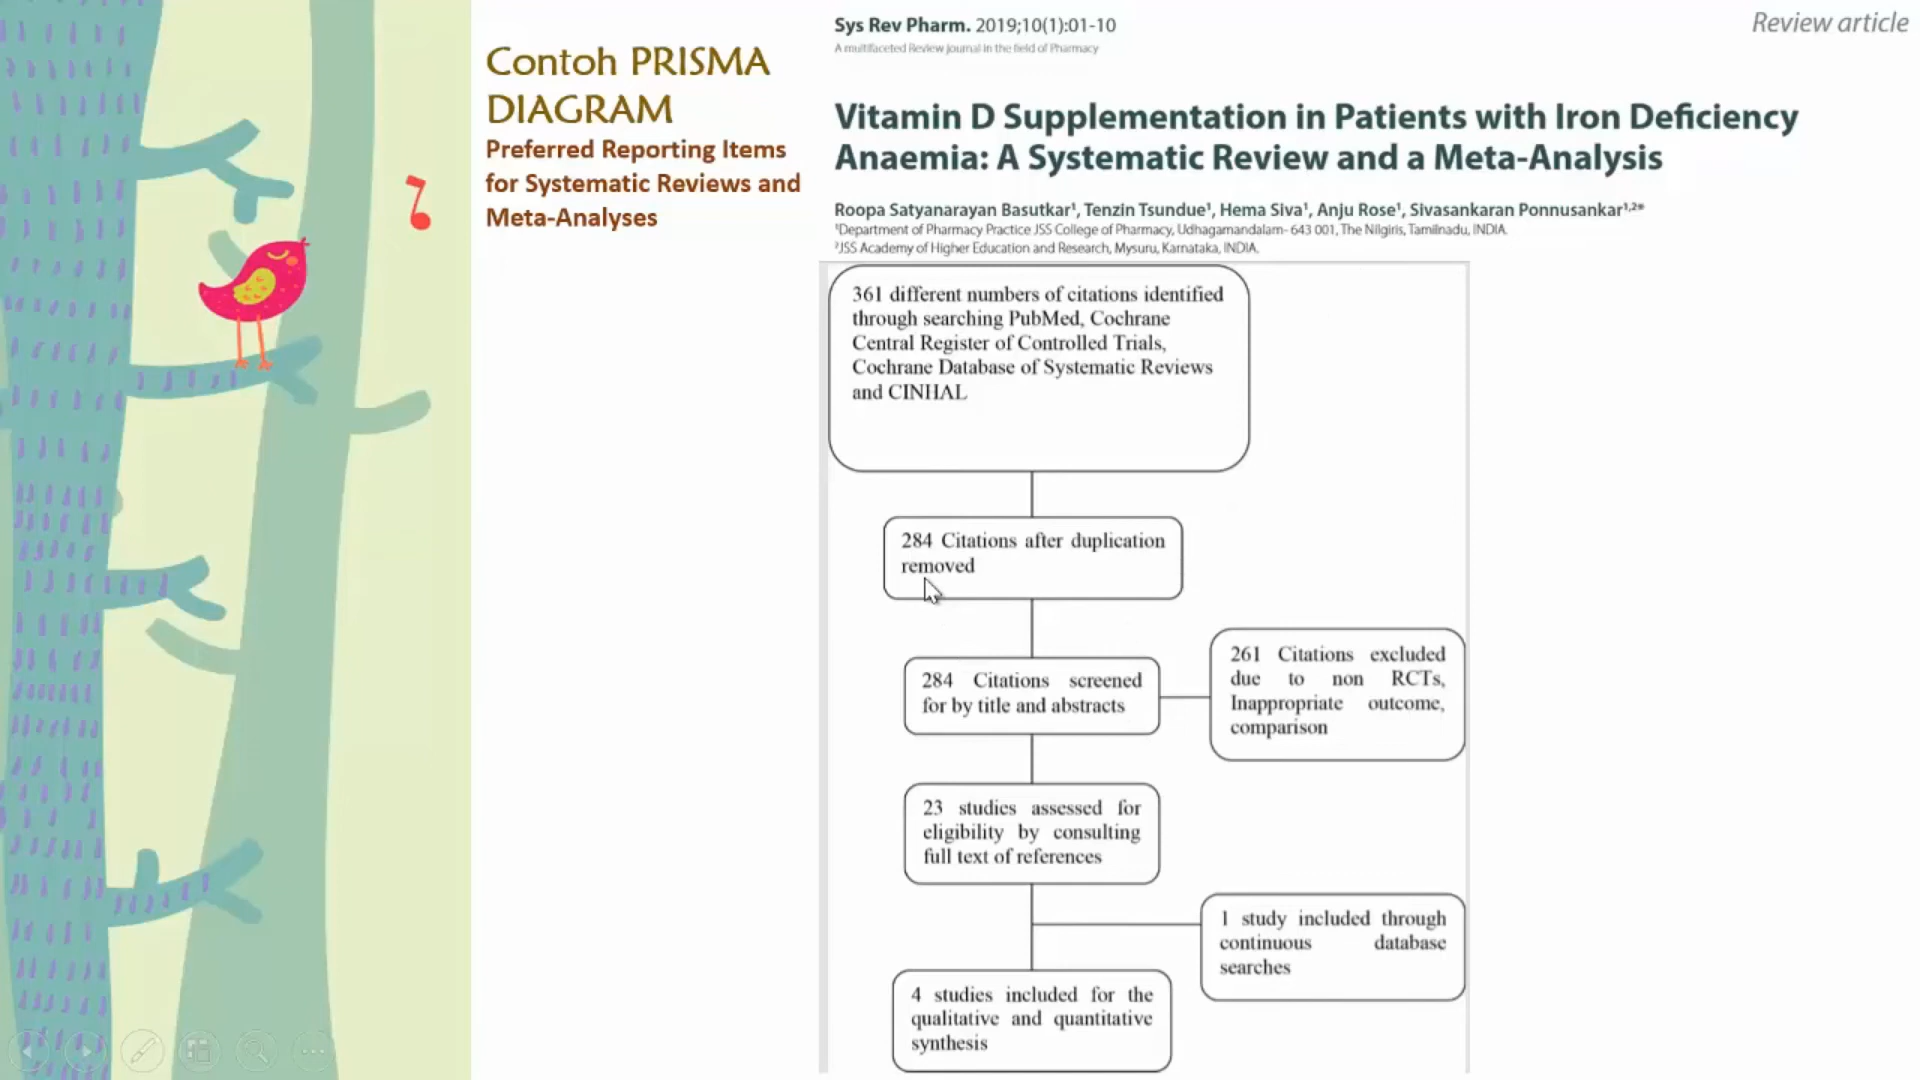 Contoh PRISMA
DIAGRAM
Preferred Reporting Items
for Systematic Reviews and
Meta-Analyses
Sys Rev Pharm. 2019;10(1):01-10
A multifaceted Review journal in the field of Pharmacy
Review article
Vitamin D Supplementation in Patients with Iron Deficiency
Anaemia: A Systematic Review and a Meta-Analysis
Roopa Satyanarayan Basutkar¹, Tenzin Tsundue¹, Hema Siva¹, Anju Rose¹, Sivasankaran Ponnusankar¹,²*
¹Department of Pharmacy Practice JSS College of Pharmacy, Udhagamandalam- 643 001, The Nilgiris, Tamilnadu, INDIA.
²JSS Academy of Higher Education and Research, Mysuru, Karnataka, INDIA.
361 different numbers of citations identified
through searching PubMed, Cochrane
Central Register of Controlled Trials,
Cochrane Database of Systematic Reviews
and CINHAL
284 Citations after duplication
removed
284 Citations screened
for by title and abstracts
261 Citations excluded
due to non RCTs,
Inappropriate outcome,
comparison
23 studies assessed for
eligibility by consulting
full text of references
1 study included through
continuous database
searches
4 studies included for the
qualitative and quantitative
synthesis